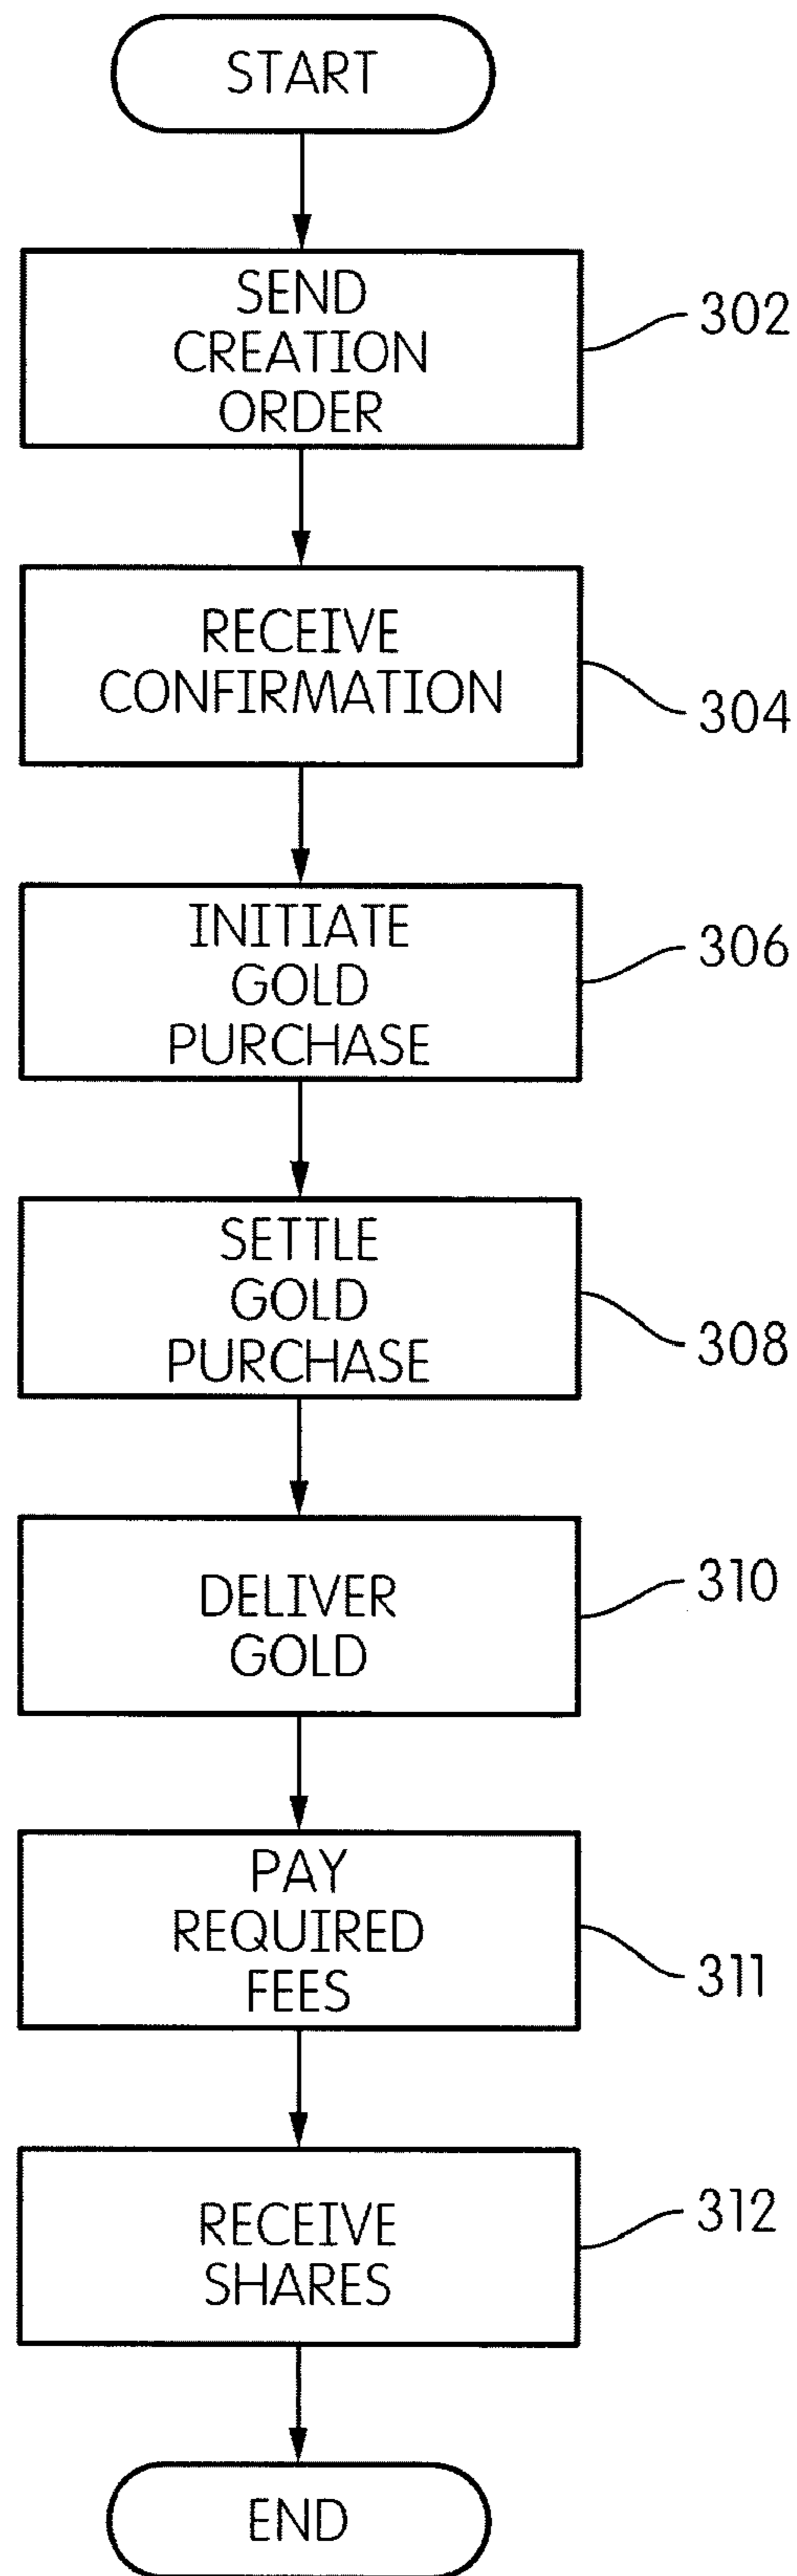 START
SEND
CREATION
ORDER
302
RECEIVE
CONFIRMATION
304
INITIATE
GOLD
PURCHASE
306
SETTLE
GOLD
PURCHASE
308
DELIVER
GOLD
310
PAY
REQUIRED
FEES
311
RECEIVE
SHARES
312
END